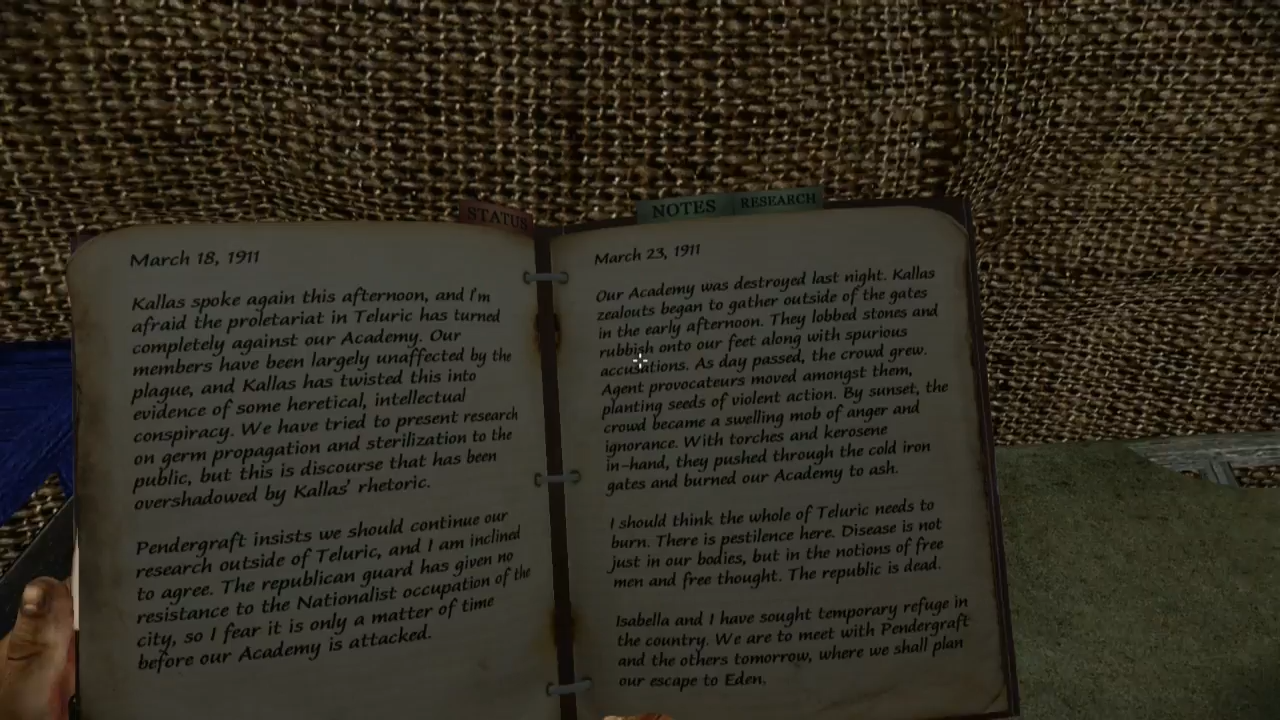 STATUS
NOTES
RESEARCH
March 18, 1911
Kallas spoke again this afternoon, and I'm
afraid the proletariat in Teluric has turned
completely against our Academy. Our
members have been largely unaffected by the
plague, and Kallas has twisted this into
evidence of some heretical, intellectual
conspiracy. We have tried to present research
on germ propagation and sterilization to the
public, but this is discourse that has been
overshadowed by Kallas' rhetoric.
Pendergraft insists we should continue our
research outside of Teluric, and I am inclined
to agree. The republican guard has given no
resistance to the Nationalist occupation of the
city, so I fear it is only a matter of time
before our Academy is attacked.
March 23, 1911
Our Academy was destroyed last night. Kallas
zealouts began to gather outside of the gates
in the early afternoon. They lobbed stones and
rubbish onto our feet along with spurious
accusations. As day passed, the crowd grew.
Agent provocateurs moved amongst them,
planting seeds of violent action. By sunset, the
crowd became a swelling mob of anger and
ignorance. With torches and kerosene
in-hand, they pushed through the cold iron
gates and burned our Academy to ash.
I should think the whole of Teluric needs to
burn. There is pestilence here. Disease is not
just in our bodies, but in the notions of free
men and free thought. The republic is dead.
Isabella and I have sought temporary refuge in
the country. We are to meet with Pendergraft
and the others tomorrow, where we shall plan
our escape to Eden.